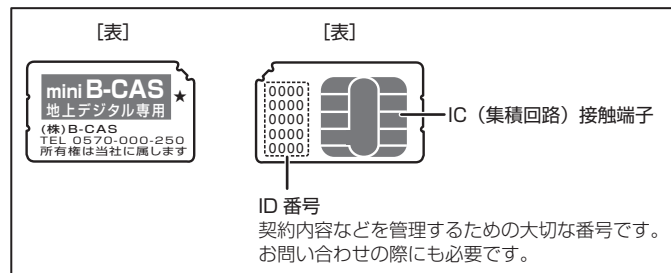 [表]
mini B-CAS
地上デジタル専用
★
(株)B-CAS
TEL 0570-000-250
所有権は当社に属します
[表]
0000
0000
0000
0000
0000
IC（集積回路）接触端子
ID 番号
契約内容などを管理するための大切な番号です。
お問い合わせの際にも必要です。